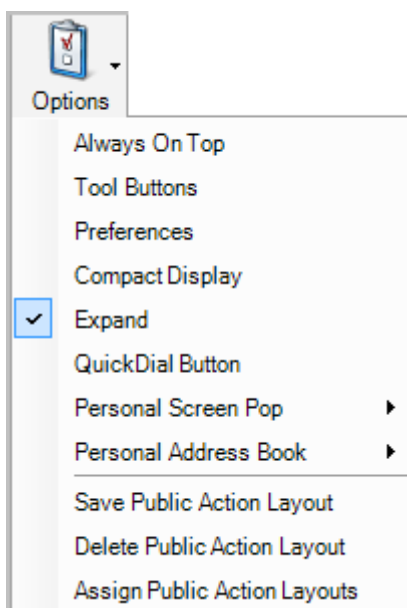 Options
Always On Top
Tool Buttons
Preferences
Compact Display
Expand
QuickDial Button
Personal Screen Pop
Personal Address Book
Save Public Action Layout
Delete Public Action Layout
Assign Public Action Layouts